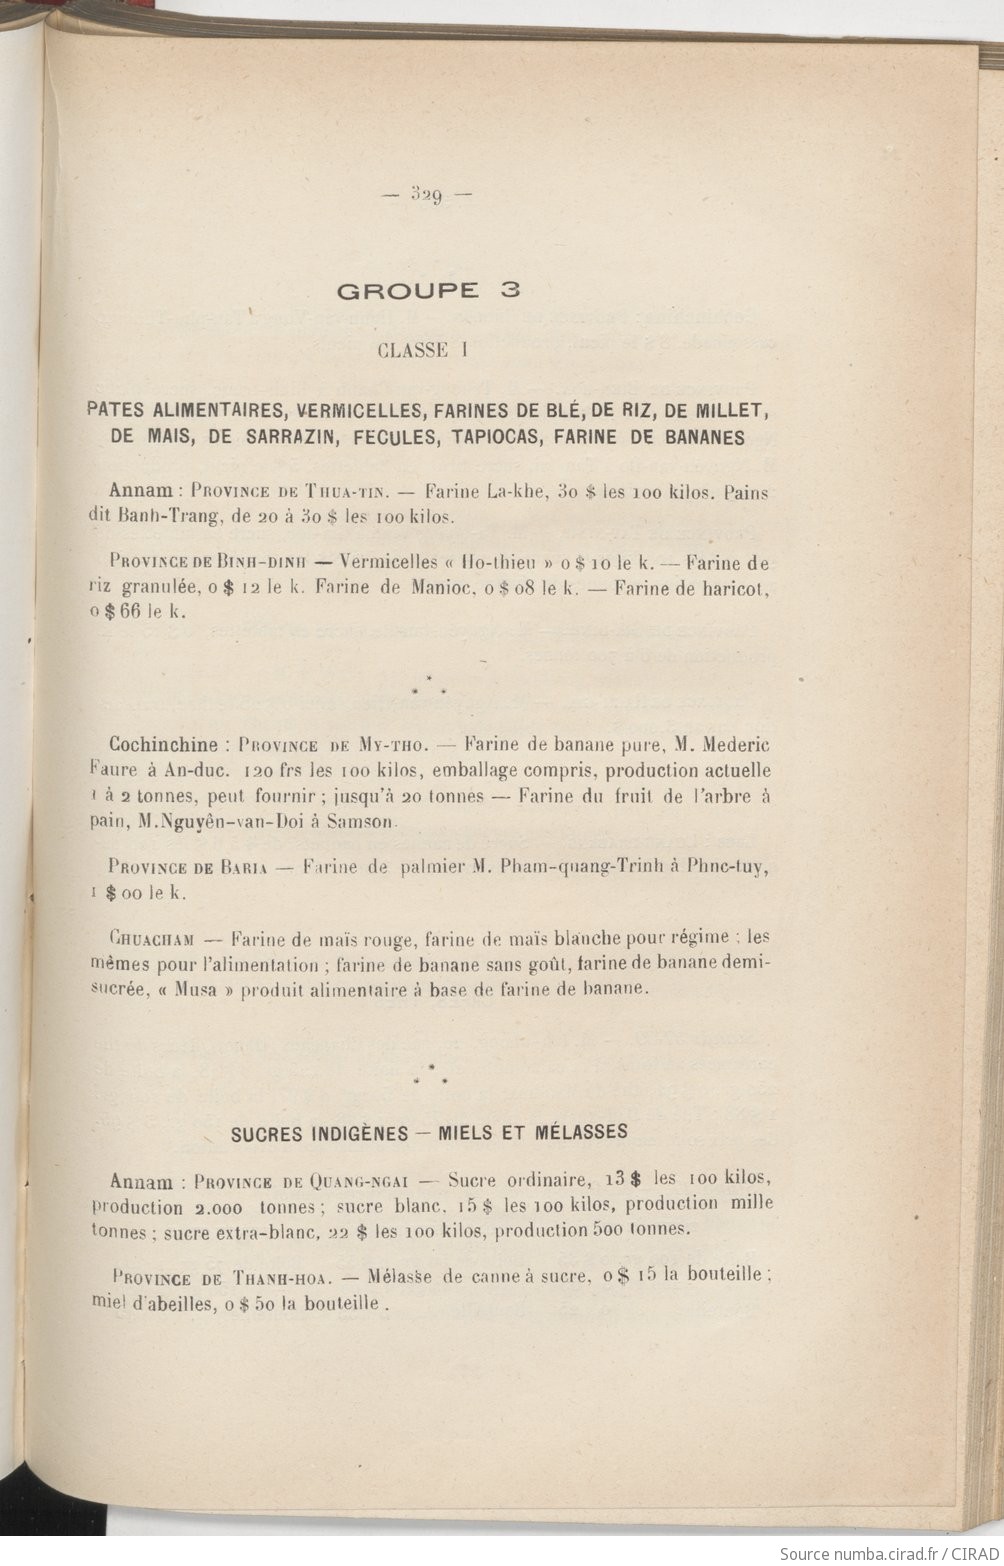 — 329 —
GROUPE 3
CLASSE I
PATES ALIMENTAIRES, VERMICELLES, FARINES DE BLÉ, DE RIZ, DE MILLET,
DE MAIS, DE SARRAZIN, FECULES, TAPIOCAS, FARINE DE BANANES
Annam : PROVINCE DE THUA-TIN. — Farine La-khe, 30 $ les 100 kilos. Pains
dit Banh-Trang, de 20 à 30 $ les 100 kilos.
PROVINCE DE BINH-DINH — Vermicelles « Ho-thieu » 0 $ 10 le k. — Farine de
riz granulée, 0 $ 12 le k. Farine de Manioc, 0 $ 08 le k. — Farine de haricot,
0 $ 66 le k.
* * *
Cochinchine : PROVINCE DE MY-THO. — Farine de banane pure, M. Mederic
Faure à An-duc. 120 frs les 100 kilos, emballage compris, production actuelle
1 à 2 tonnes, peut fournir ; jusqu'à 20 tonnes — Farine du fruit de l'arbre à
pain, M. Nguyên-van-Doi à Samson.
PROVINCE DE BARIA — Farine de palmier M. Pham-quang-Trinh à Phnc-tuy,
1 $ 00 le k.
CHUACHAM — Farine de maïs rouge, farine de maïs blanche pour régime ; les
mêmes pour l'alimentation ; farine de banane sans goût, farine de banane demi-
sucrée, « Musa » produit alimentaire à base de farine de banane.
* * *
SUCRES INDIGÈNES — MIELS ET MÉLASSES
Annam : PROVINCE DE QUANG-NGAI — Sucre ordinaire, 13 $ les 100 kilos,
production 2.000 tonnes ; sucre blanc, 15 $ les 100 kilos, production mille
tonnes ; sucre extra-blanc, 22 $ les 100 kilos, production 500 tonnes.
PROVINCE DE THANH-HOA. — Mélasse de canne à sucre, 0 $ 15 la bouteille ;
miel d'abeilles, 0 $ 50 la bouteille .
Source numba.cirad.fr / CIRAD